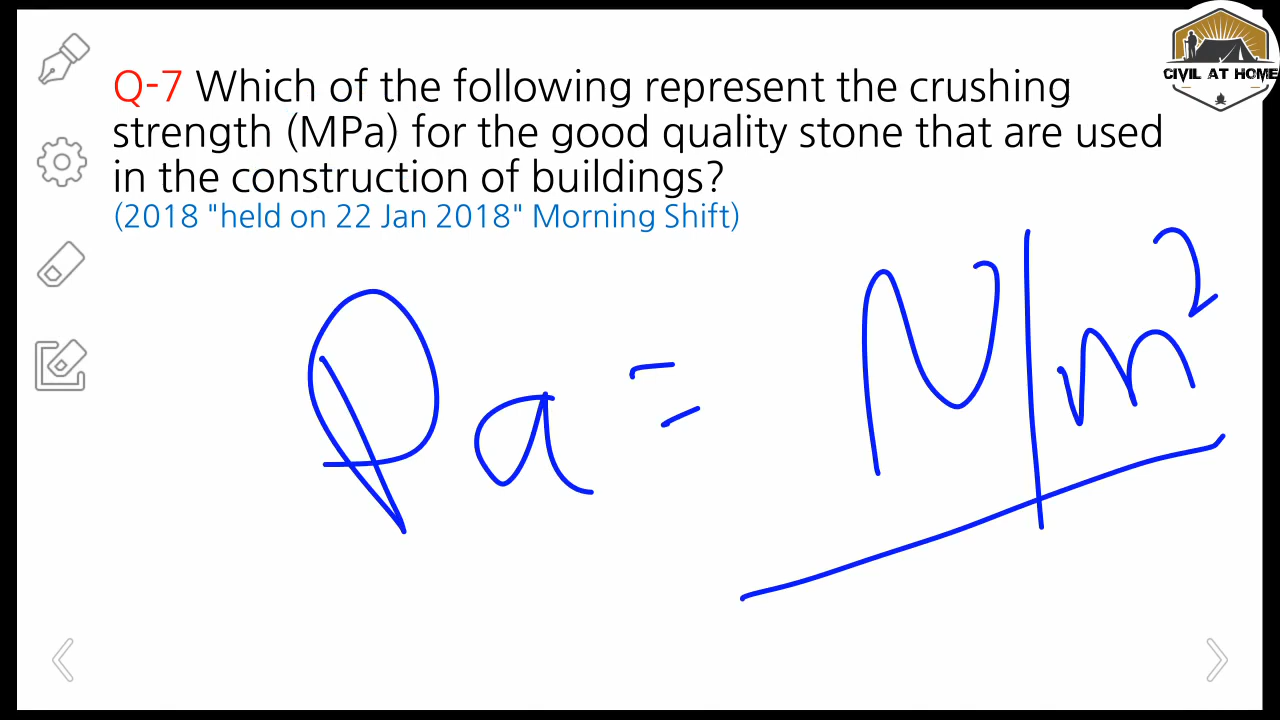 CIVIL AT HOME
Q-7 Which of the following represent the crushing
strength (MPa) for the good quality stone that are used
in the construction of buildings?
(2018 "held on 22 Jan 2018" Morning Shift)
Pa = N/m²